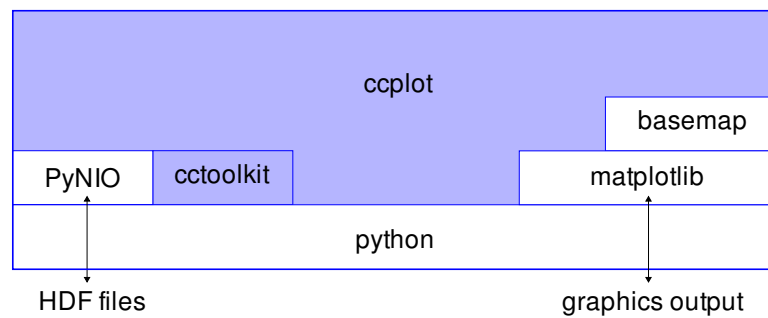 ccplot
basemap
PyNIO
cctoolkit
matplotlib
python
HDF files
graphics output